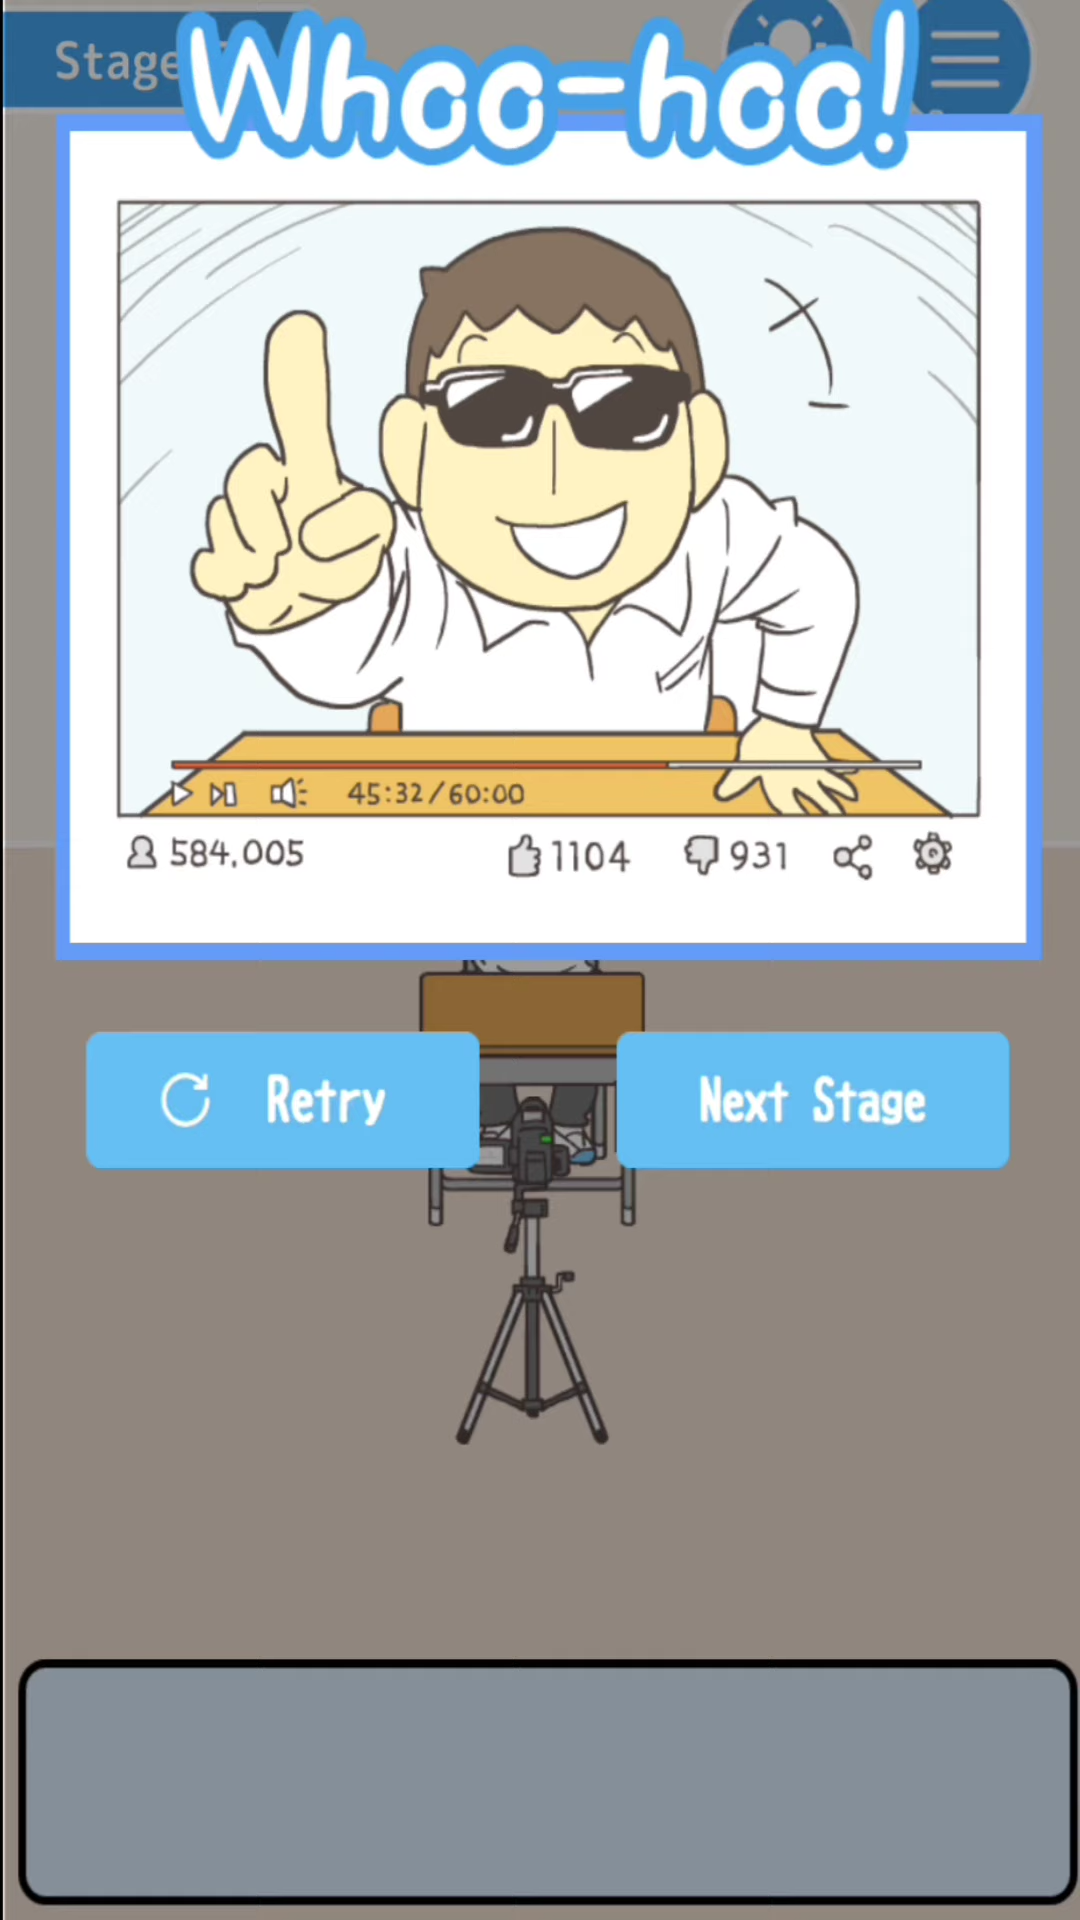 Stage
Whoo-hoo!
45:32/60:00
584,005
1104
931
Retry
Next Stage